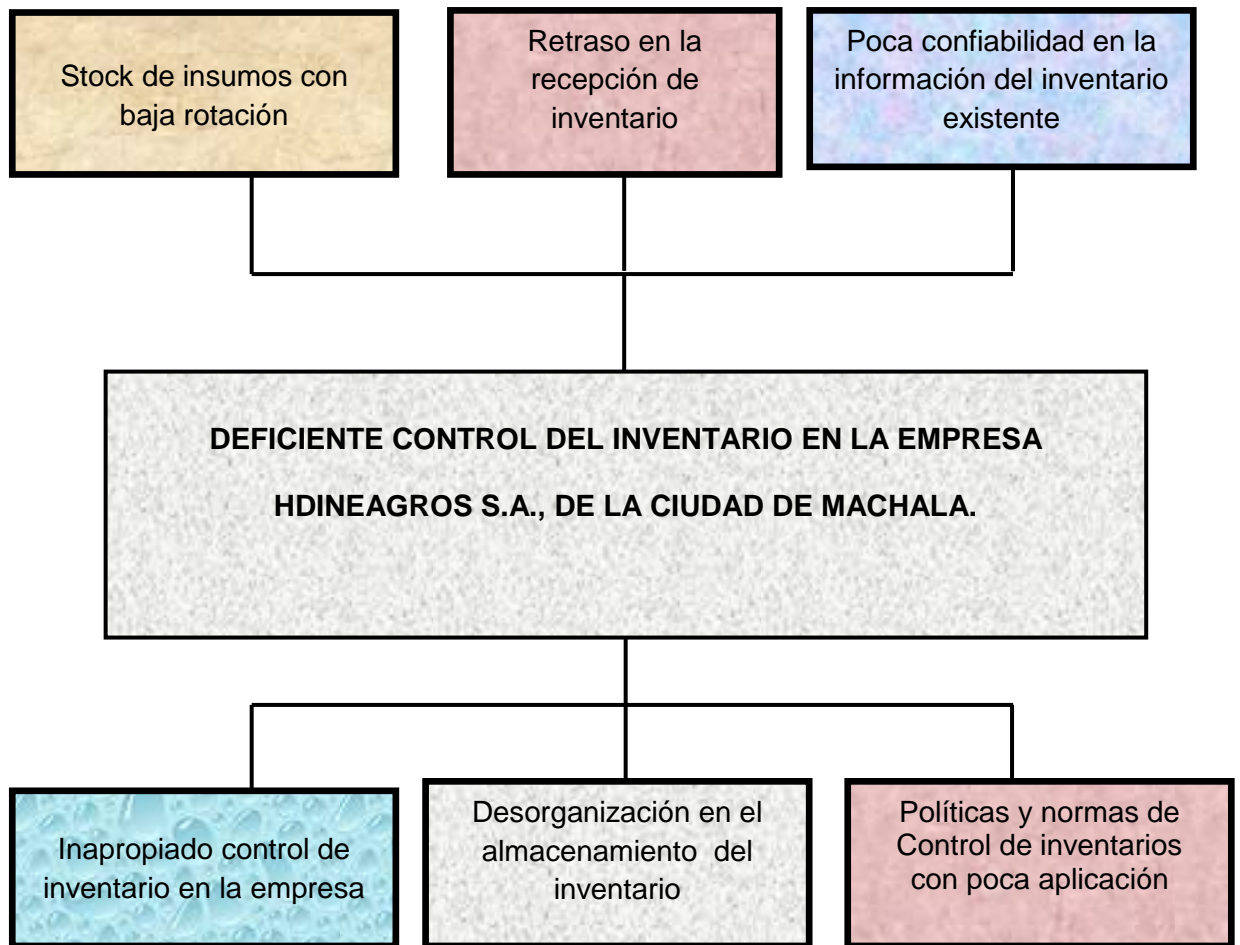 Stock de insumos con
baja rotación
Retraso en la
recepción de
inventario
Poca confiabilidad en la
información del inventario
existente
DEFICIENTE CONTROL DEL INVENTARIO EN LA EMPRESA
HDINEAGROS S.A., DE LA CIUDAD DE MACHALA.
Inapropiado control de
inventario en la empresa
Desorganización en el
almacenamiento del
inventario
Políticas y normas de
Control de inventarios
con poca aplicación